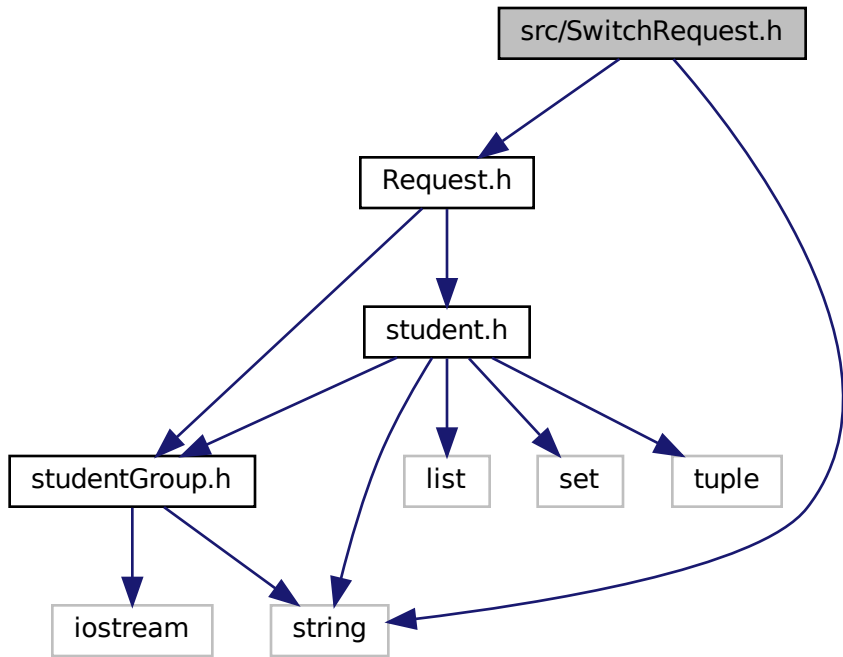 src/SwitchRequest.h
Request.h
student.h
studentGroup.h
list
set
tuple
iostream
string